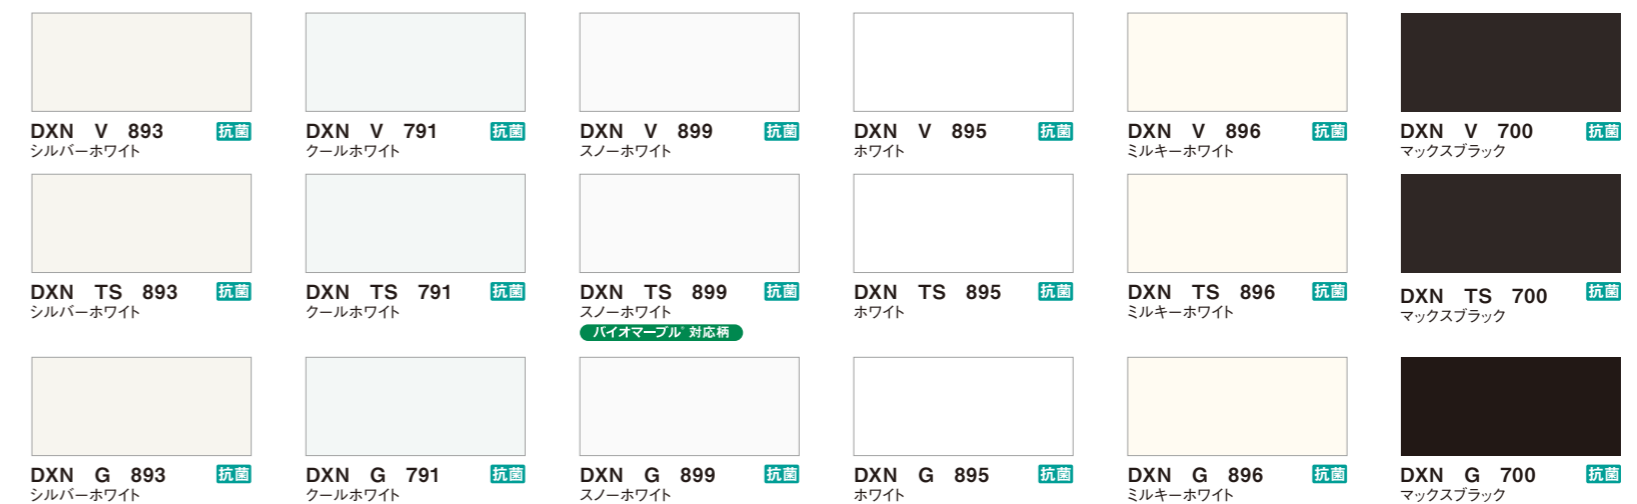 DXN V 893 抗菌
シルバーホワイト
DXN V 791 抗菌
クールホワイト
DXN V 899 抗菌
スノーホワイト
DXN V 895 抗菌
ホワイト
DXN V 896 抗菌
ミルキーホワイト
DXN V 700 抗菌
マックスブラック
DXN TS 893 抗菌
シルバーホワイト
DXN TS 791 抗菌
クールホワイト
DXN TS 899 抗菌
スノーホワイト
バイオマーブル® 対応柄
DXN TS 895 抗菌
ホワイト
DXN TS 896 抗菌
ミルキーホワイト
DXN TS 700 抗菌
マックスブラック
DXN G 893 抗菌
シルバーホワイト
DXN G 791 抗菌
クールホワイト
DXN G 899 抗菌
スノーホワイト
DXN G 895 抗菌
ホワイト
DXN G 896 抗菌
ミルキーホワイト
DXN G 700 抗菌
マックスブラック